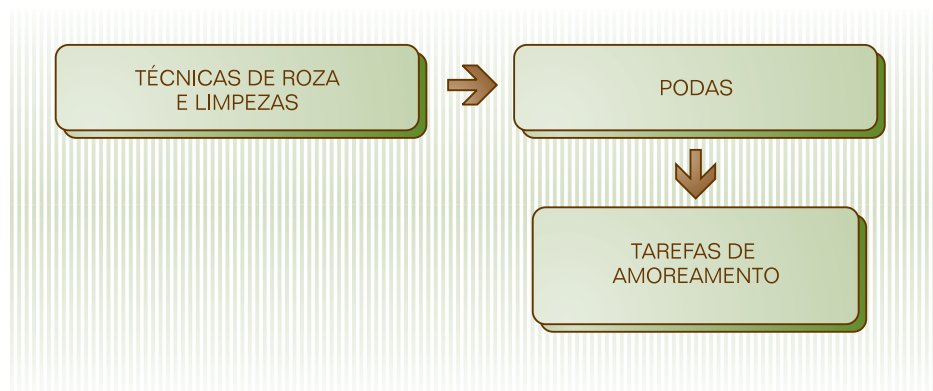 TÉCNICAS DE ROZA
E LIMPEZAS
PODAS
TAREFAS DE
AMOREAMENTO